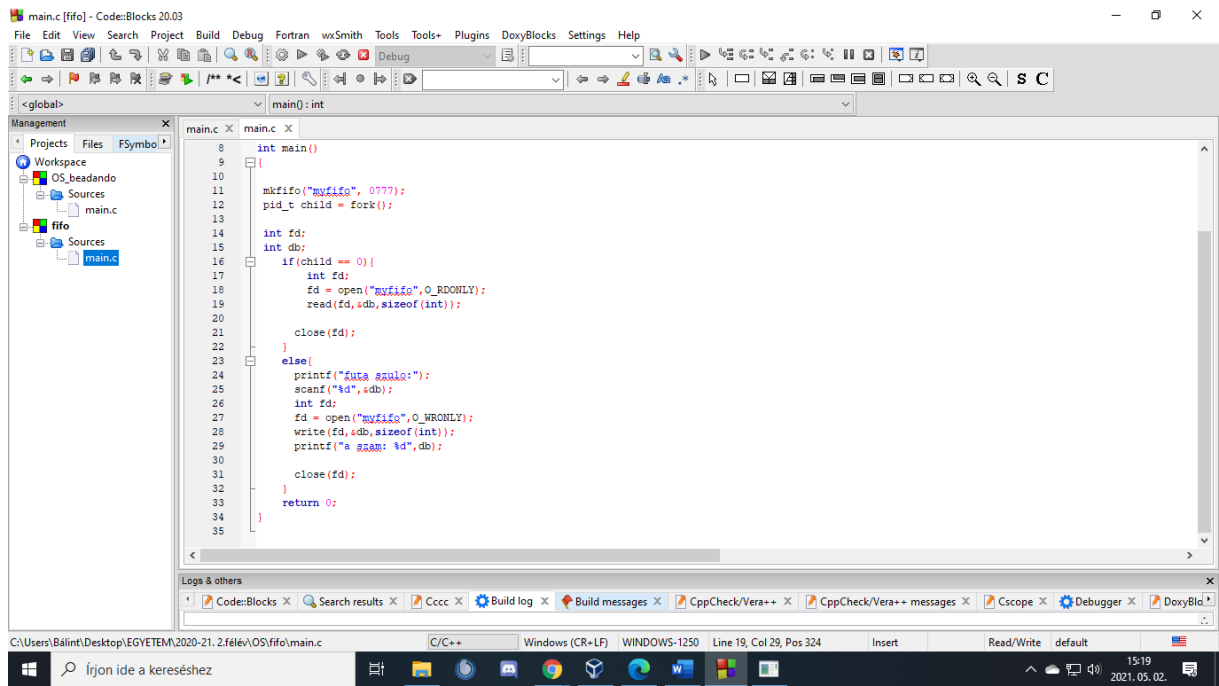 main.c [fifo] - Code::Blocks 20.03
File Edit View Search Project Build Debug Fortran wxSmith Tools Tools+ Plugins DoxyBlocks Settings Help
Debug
/** *<
.*
S C
<global>
main() : int
Management
main.c
main.c
Projects Files FSymbo
Workspace
OS_beadando
Sources
main.c
fifo
Sources
main.c
8 int main()
9 {
10
11 mkfifo("myfifo", 0777);
12 pid_t child = fork();
13
14 int fd;
15 int db;
16 if(child == 0){
17 int fd;
18 fd = open("myfifo",O_RDONLY);
19 read(fd,&db,sizeof(int));
20
21 close(fd);
22 }
23 else{
24 printf("futa szulo:");
25 scanf("%d",&db);
26 int fd;
27 fd = open("myfifo",O_WRONLY);
28 write(fd,&db,sizeof(int));
29 printf("a szam: %d",db);
30
31 close(fd);
32 }
33 return 0;
34 }
35
Logs & others
Code::Blocks Search results Cccc Build log Build messages CppCheck/Vera++ CppCheck/Vera++ messages Cscope Debugger DoxyBlo
C:\Users\Bálint\Desktop\EGYETEM\2020-21. 2.félév\OS\fifo\main.c C/C++ Windows (CR+LF) WINDOWS-1250 Line 19, Col 29, Pos 324 Insert Read/Write default
Írjon ide a kereséshez
15:19
2021. 05. 02.